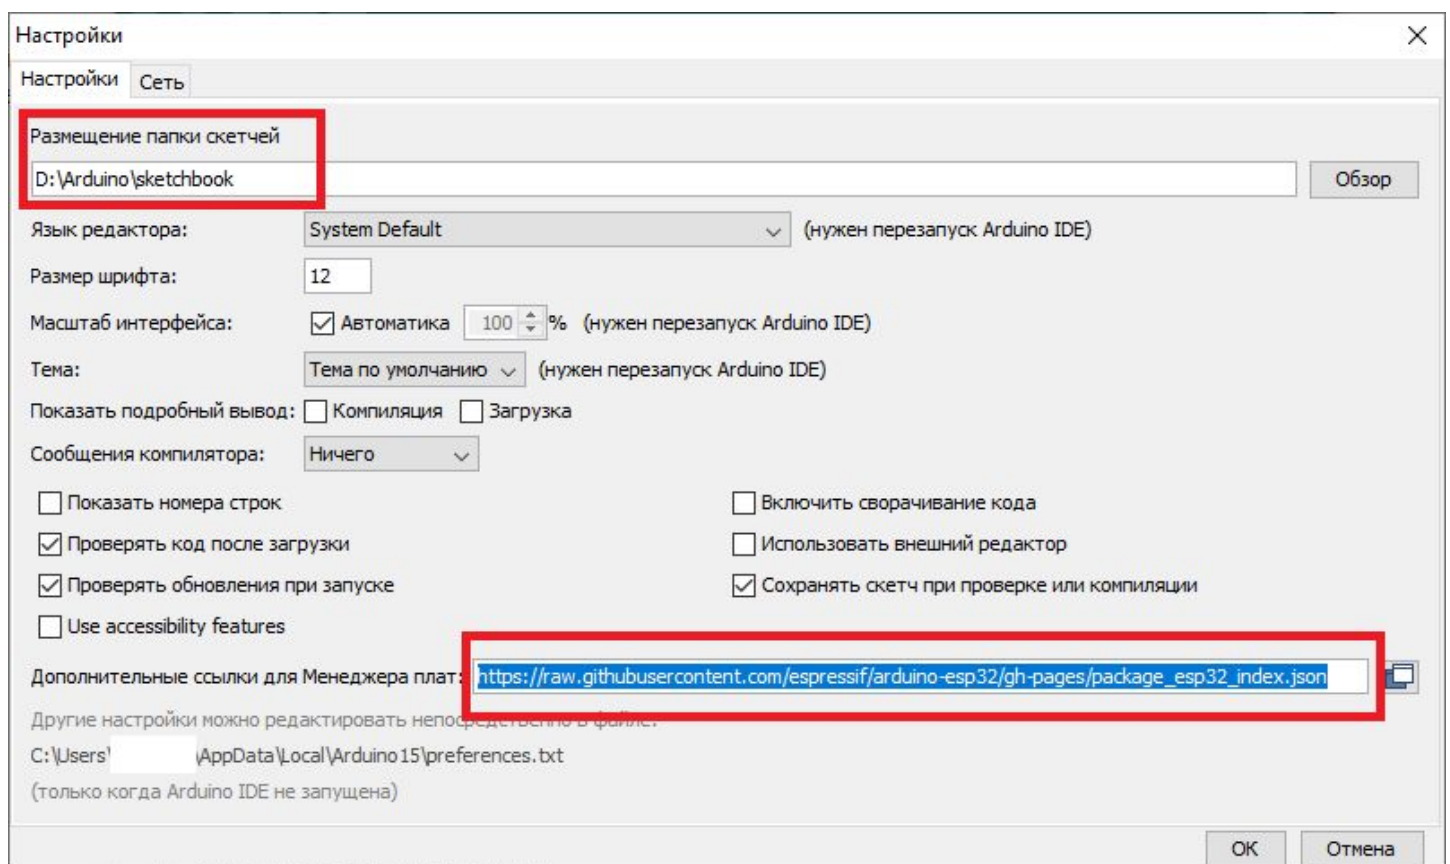 Настройки
Настройки Сеть
Размещение папки скетчей
D:\Arduino\sketchbook Обзор
Язык редактора: System Default (нужен перезапуск Arduino IDE)
Размер шрифта: 12
Масштаб интерфейса: Автоматика 100 % (нужен перезапуск Arduino IDE)
Тема: Тема по умолчанию (нужен перезапуск Arduino IDE)
Показать подробный вывод: Компиляция Загрузка
Сообщения компилятора: Ничего
Показать номера строк Включить сворачивание кода
Проверять код после загрузки Использовать внешний редактор
Проверять обновления при запуске Сохранять скетч при проверке или компиляции
Use accessibility features
Дополнительные ссылки для Менеджера плат: https://raw.githubusercontent.com/espressif/arduino-esp32/gh-pages/package_esp32_index.json
Другие настройки можно редактировать непосредственно в файле:
C:\Users\ \AppData\Local\Arduino15\preferences.txt
(только когда Arduino IDE не запущена)
OK Отмена